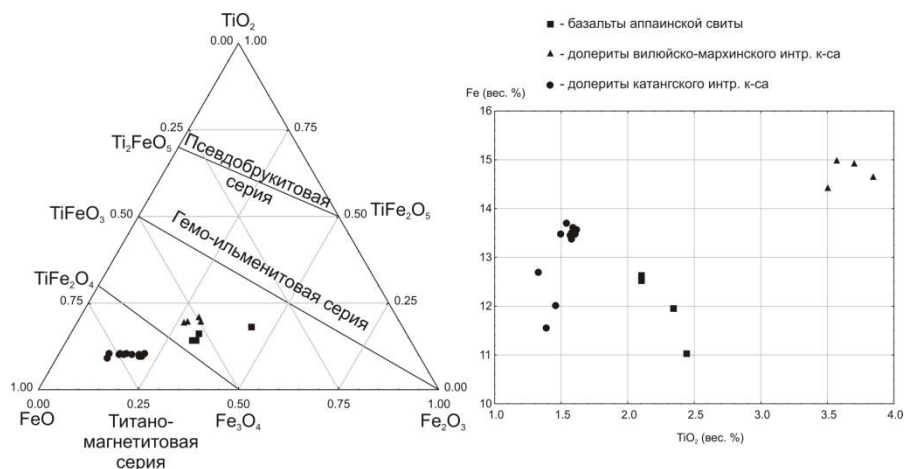 TiO₂
0.00 1.00
0.25
0.75
Ti₂FeO₅
Псевдобрукитовая
серия
TiFeO₃
0.50
0.50
TiFe₂O₅
Гемо-ильменитовая серия
TiFe₂O₄
0.75
0.25
1.00
0.00
0.25
0.50
0.75
0.00
1.00
FeO
Титано-
магнетитовая
серия
Fe₃O₄
Fe₂O₃
- базальты аппаинской свиты
- долериты вилюйско-мархинского интр. к-са
- долериты катангского интр. к-са
Fe (вес. %)
16
15
14
13
12
11
10
1.0
1.5
2.0
2.5
3.0
3.5
4.0
TiO₂ (вес. %)